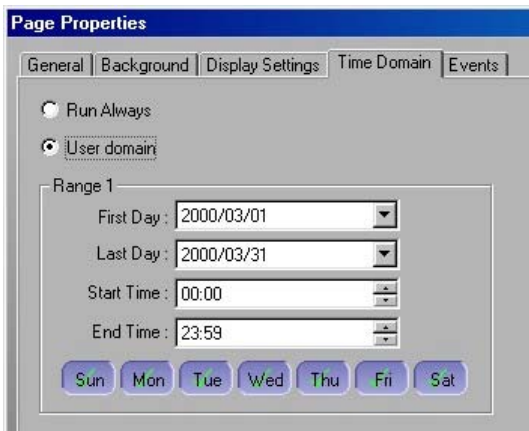 Page Properties
General Background Display Settings Time Domain Events
Run Always
User domain
Range 1
First Day : 2000/03/01
Last Day : 2000/03/31
Start Time : 00:00
End Time : 23:59
Sun Mon Tue Wed Thu Fri Sat